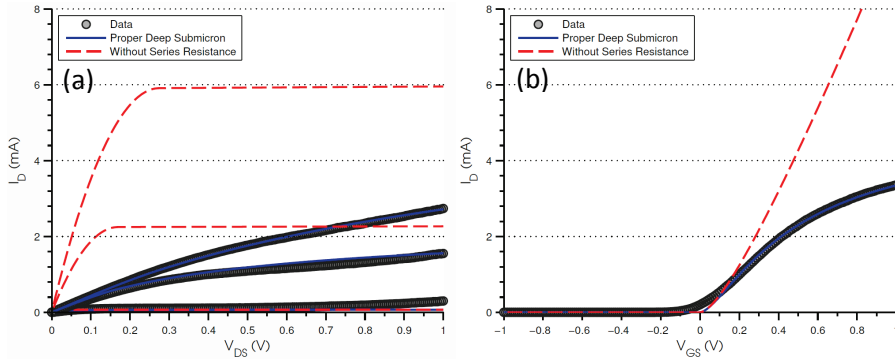 Data
Proper Deep Submicron
Without Series Resistance
(a)
8
6
4
2
0
I_D (mA)
0
0.1
0.2
0.3
0.4
0.5
0.6
0.7
0.8
0.9
1
V_DS (V)
Data
Proper Deep Submicron
Without Series Resistance
(b)
8
6
4
2
0
I_D (mA)
-1
-0.8
-0.6
-0.4
-0.2
0
0.2
0.4
0.6
0.8
V_GS (V)